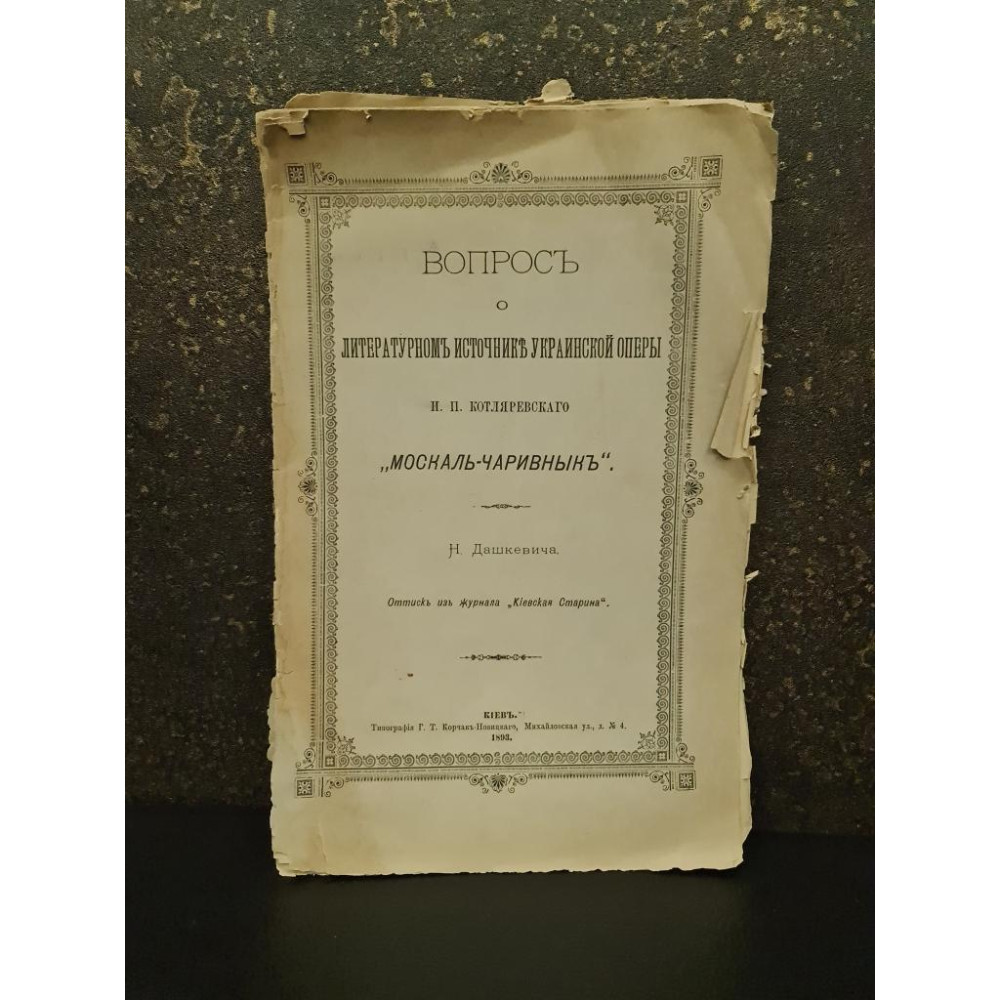 ВОПРОСЪ
О
ЛИТЕРАТУРНОМЪ ИСТОЧНИКѢ УКРАИНСКОЙ ОПЕРЫ
И. П. КОТЛЯРЕВСКАГО
„МОСКАЛЬ-ЧАРИВНЫКЪ“.
Н. Дашкевича.
Оттискъ изъ журнала „Кіевская Старина“.
КІЕВЪ.
Типографія Г. Т. Корчакъ-Новицкаго, Михайловская ул., д. № 4.
1893.